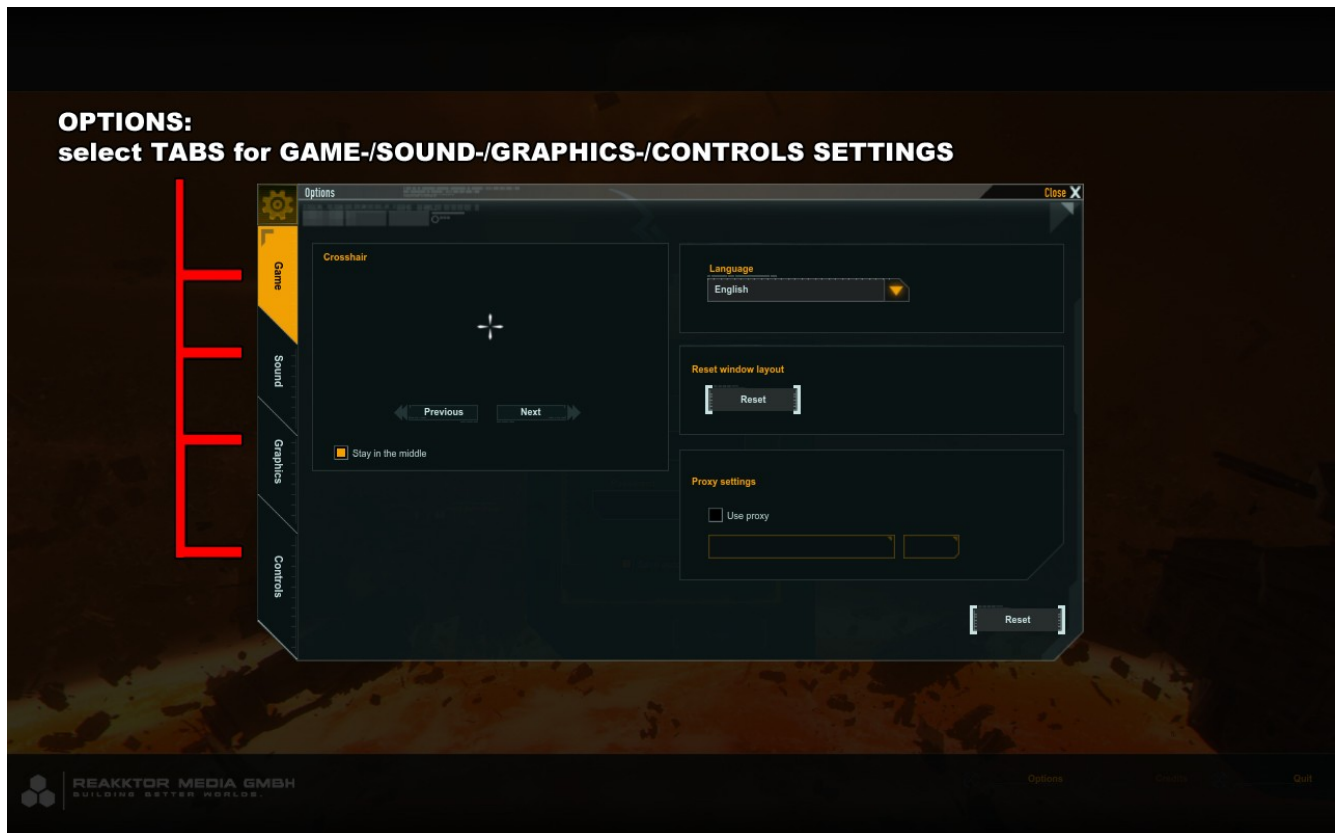 OPTIONS:
select TABS for GAME-/SOUND-/GRAPHICS-/CONTROLS SETTINGS
Options
Close X
Game
Sound
Graphics
Controls
Crosshair
Previous
Next
Stay in the middle
Language
English
Reset window layout
Reset
Proxy settings
Use proxy
Reset
REAKKTOR MEDIA GMBH
BUILDING BETTER WORLDS.
Options
Quit